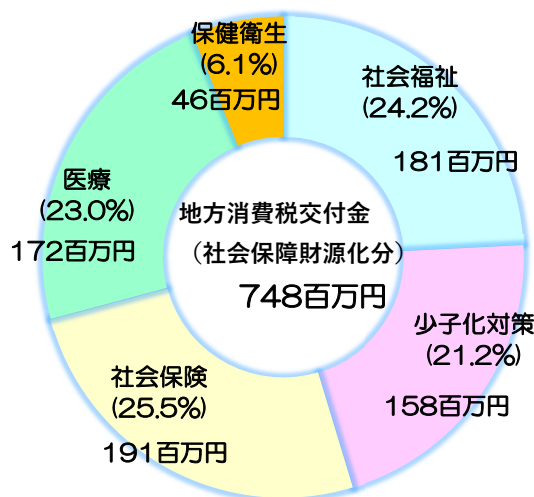 保健衛生
(6.1%)
46百万円
社会福祉
(24.2%)
181百万円
医療
(23.0%)
172百万円
地方消費税交付金
（社会保障財源化分）
748百万円
少子化対策
(21.2%)
158百万円
社会保険
(25.5%)
191百万円